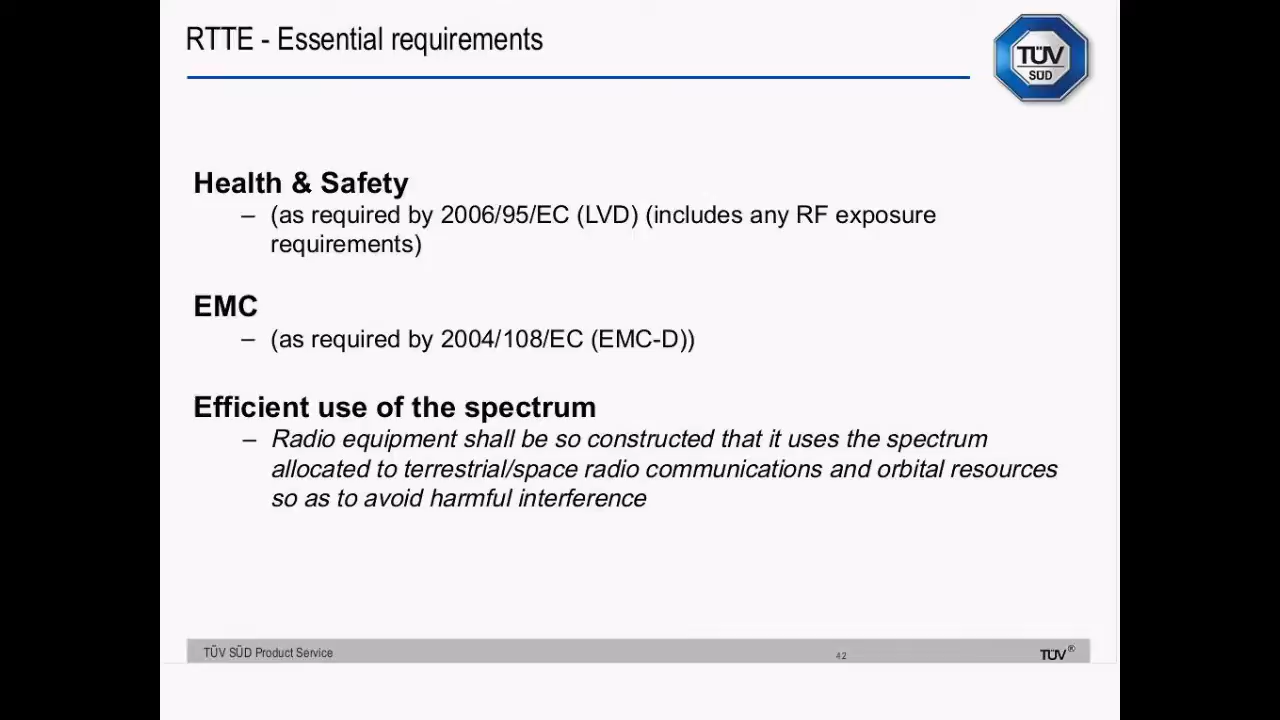 RTTE - Essential requirements
TÜV
SÜD
Health & Safety
– (as required by 2006/95/EC (LVD) (includes any RF exposure
requirements)
EMC
– (as required by 2004/108/EC (EMC-D))
Efficient use of the spectrum
– Radio equipment shall be so constructed that it uses the spectrum
allocated to terrestrial/space radio communications and orbital resources
so as to avoid harmful interference
TÜV SÜD Product Service 42 TÜV®